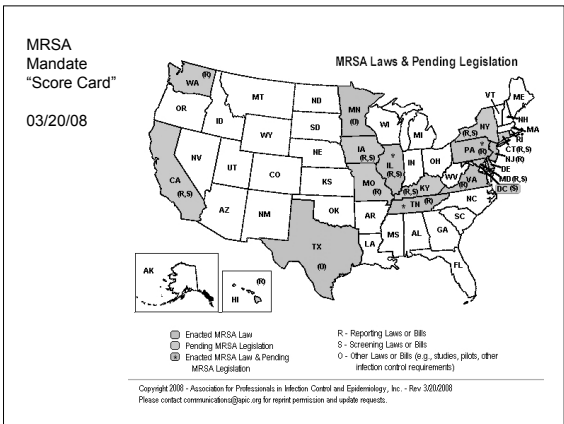 MRSA
Mandate
“Score Card”
03/20/08
MRSA Laws & Pending Legislation
WA (R)
OR
CA
(R,S)
NV
ID
MT
WY
UT
AZ
CO
NM
ND
SD
NE
KS
OK
TX
(O)
MN
(O)
IA
(R,S)
MO
(R)
AR
LA
WI
*
IL
(R,S)
MI
IN
OH
(R,S) KY
* TN (R)
MS
AL
GA
FL
SC
NC
(R) VA
WV
*
PA (R)
(R,S) NY
VT
ME
NH
MA
RI
CT(R,S)
NJ(R)
DE
MD(R,S)
DC (S)
AK
(R)
HI
Enacted MRSA Law
Pending MRSA Legislation
* Enacted MRSA Law & Pending
MRSA Legislation
R - Reporting Laws or Bills
S - Screening Laws or Bills
O - Other Laws or Bills (e.g., studies, pilots, other
infection control requirements)
Copyright 2008 - Association for Professionals in Infection Control and Epidemiology, Inc. - Rev 3/20/2008
Please contact communications@apic.org for reprint permission and update requests.